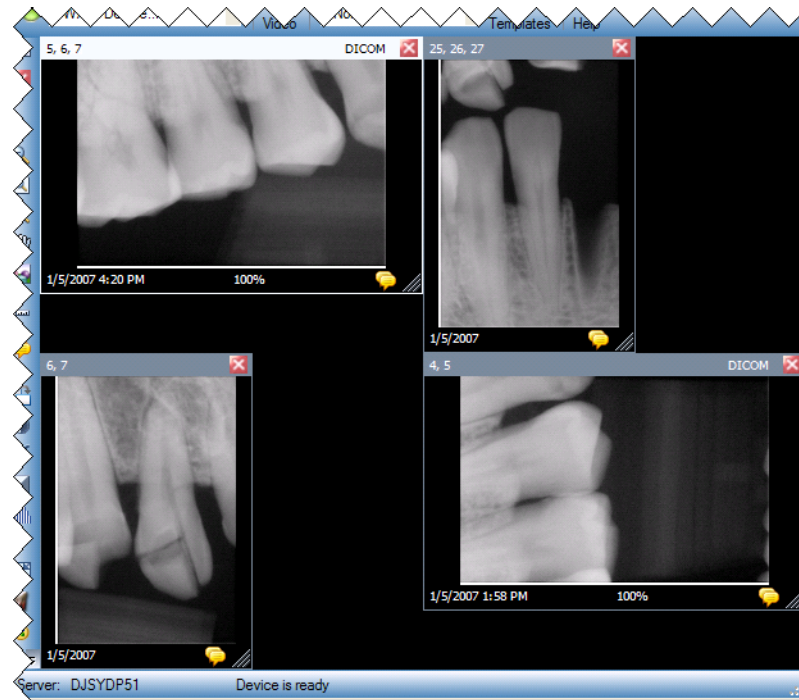 Video Templates Help
5, 6, 7 DICOM
25, 26, 27
1/5/2007 4:20 PM 100%
1/5/2007
6, 7
4, 5 DICOM
1/5/2007 1:58 PM 100%
1/5/2007
Server: DJSYDP51 Device is ready